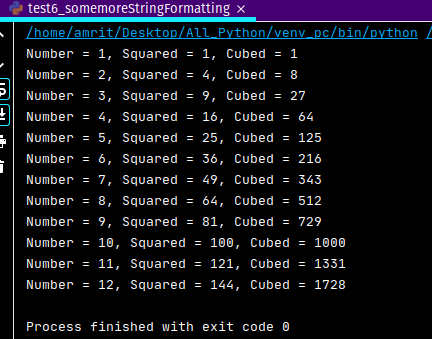 test6_somemoreStringFormatting
/home/amrit/Desktop/All_Python/venv_pc/bin/python /
Number = 1, Squared = 1, Cubed = 1
Number = 2, Squared = 4, Cubed = 8
Number = 3, Squared = 9, Cubed = 27
Number = 4, Squared = 16, Cubed = 64
Number = 5, Squared = 25, Cubed = 125
Number = 6, Squared = 36, Cubed = 216
Number = 7, Squared = 49, Cubed = 343
Number = 8, Squared = 64, Cubed = 512
Number = 9, Squared = 81, Cubed = 729
Number = 10, Squared = 100, Cubed = 1000
Number = 11, Squared = 121, Cubed = 1331
Number = 12, Squared = 144, Cubed = 1728
Process finished with exit code 0